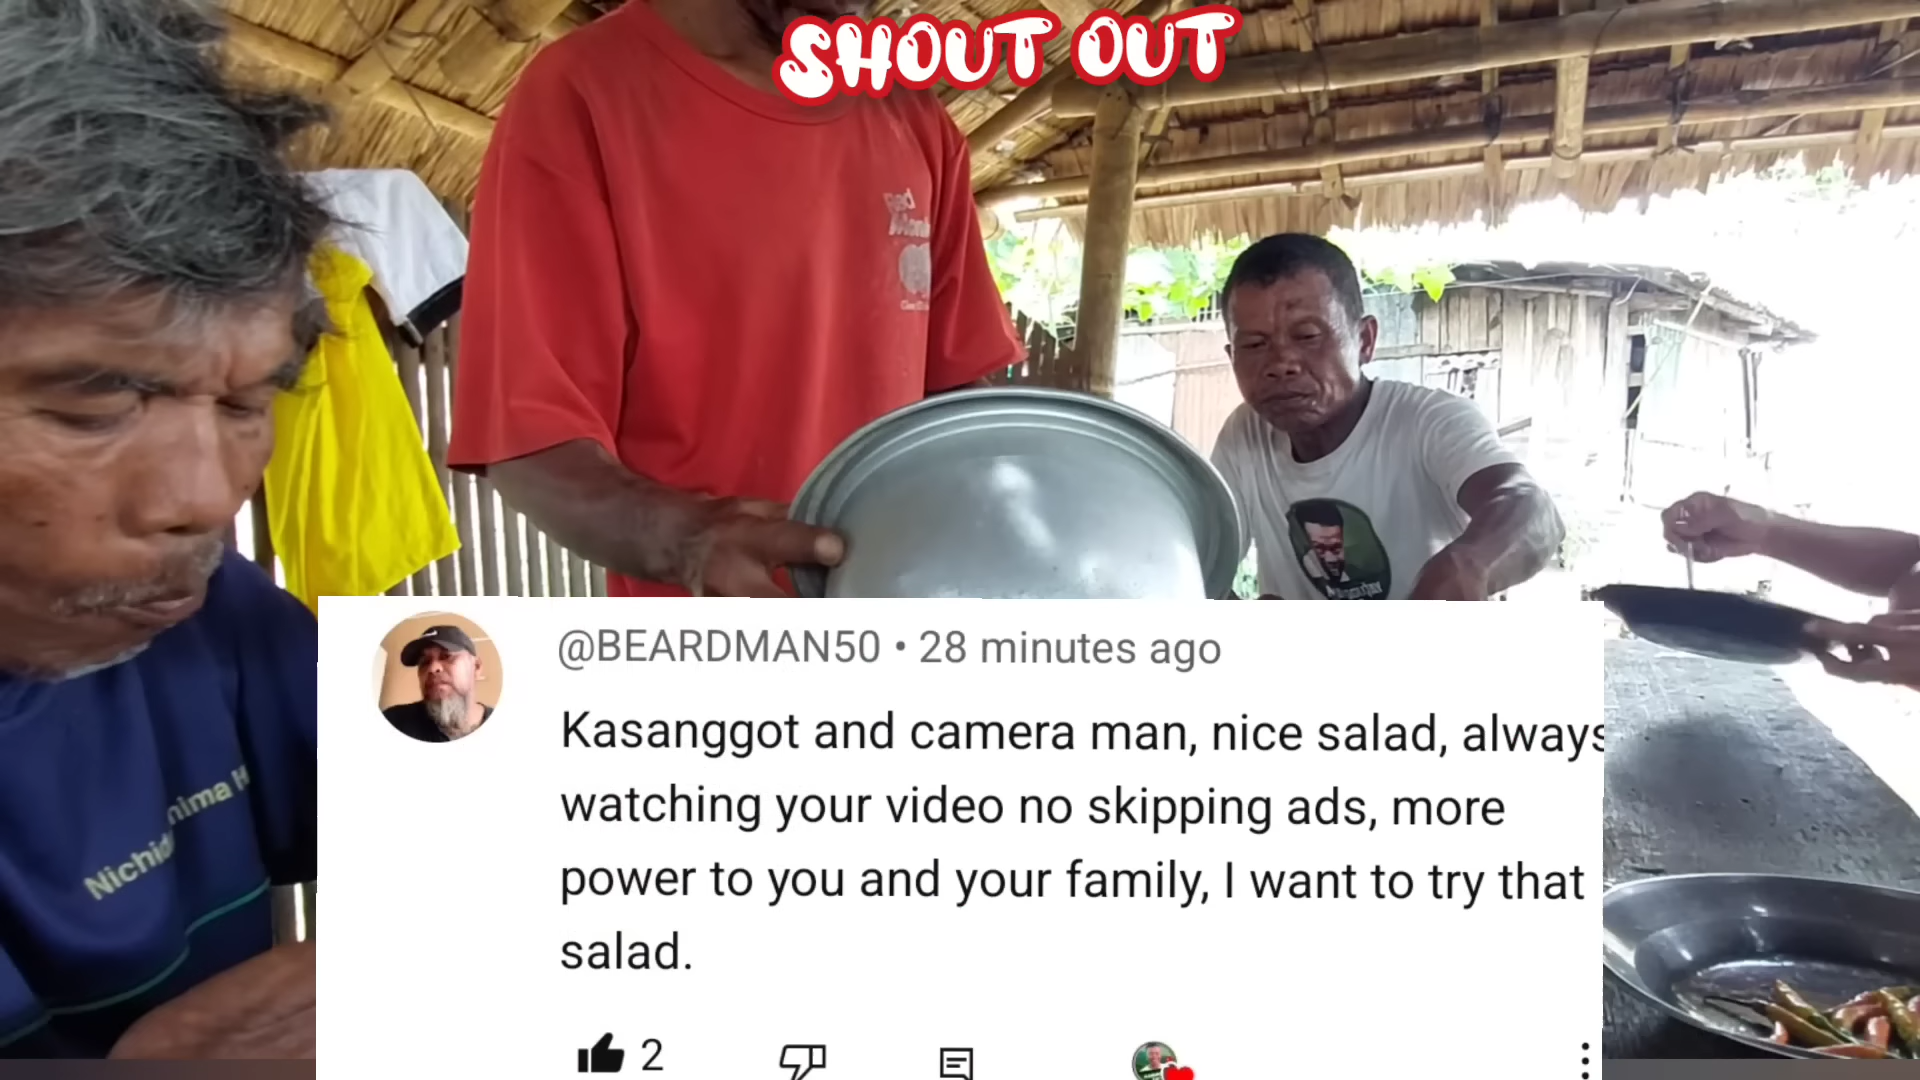 SHOUT OUT
Red
@BEARDMAN50 • 28 minutes ago
Kasanggot and camera man, nice salad, always
watching your video no skipping ads, more
power to you and your family, I want to try that
salad.
2